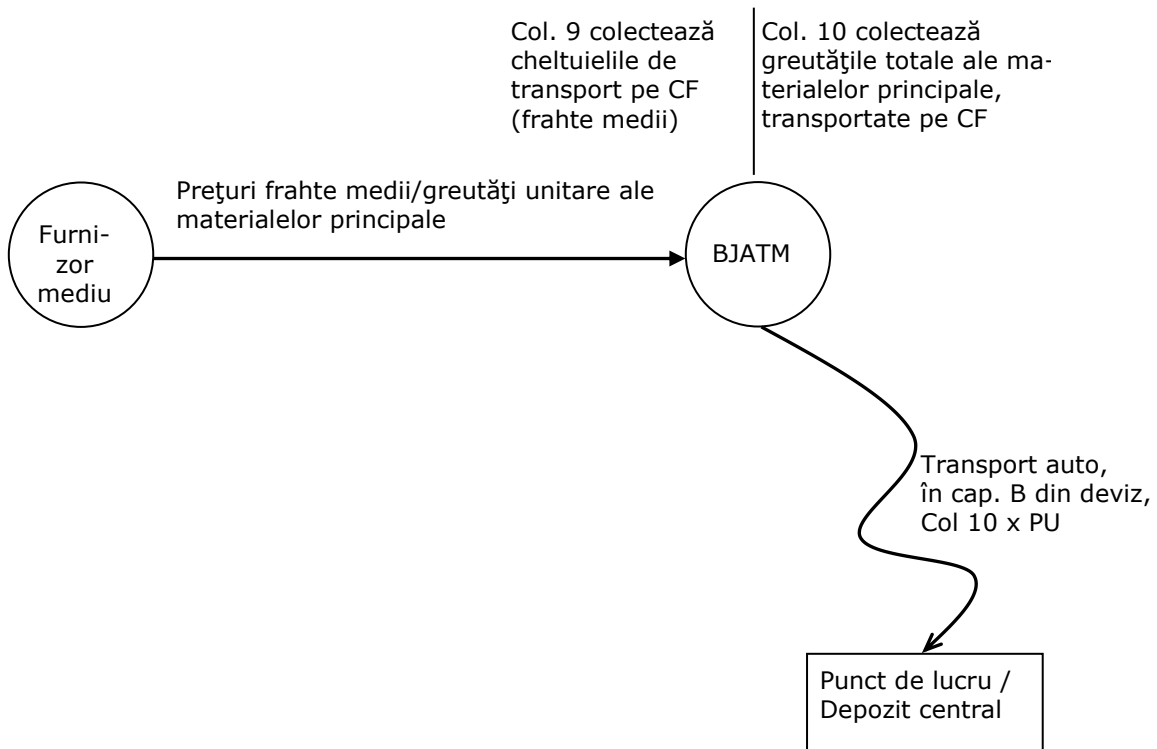 Col. 9 colectează
cheltuielile de
transport pe CF
(frahte medii)
Col. 10 colectează
greutăţile totale ale ma-
terialelor principale,
transportate pe CF
Preţuri frahte medii/greutăţi unitare ale
materialelor principale
Furni-
zor
mediu
BJATM
Transport auto,
în cap. B din deviz,
Col 10 x PU
Punct de lucru /
Depozit central